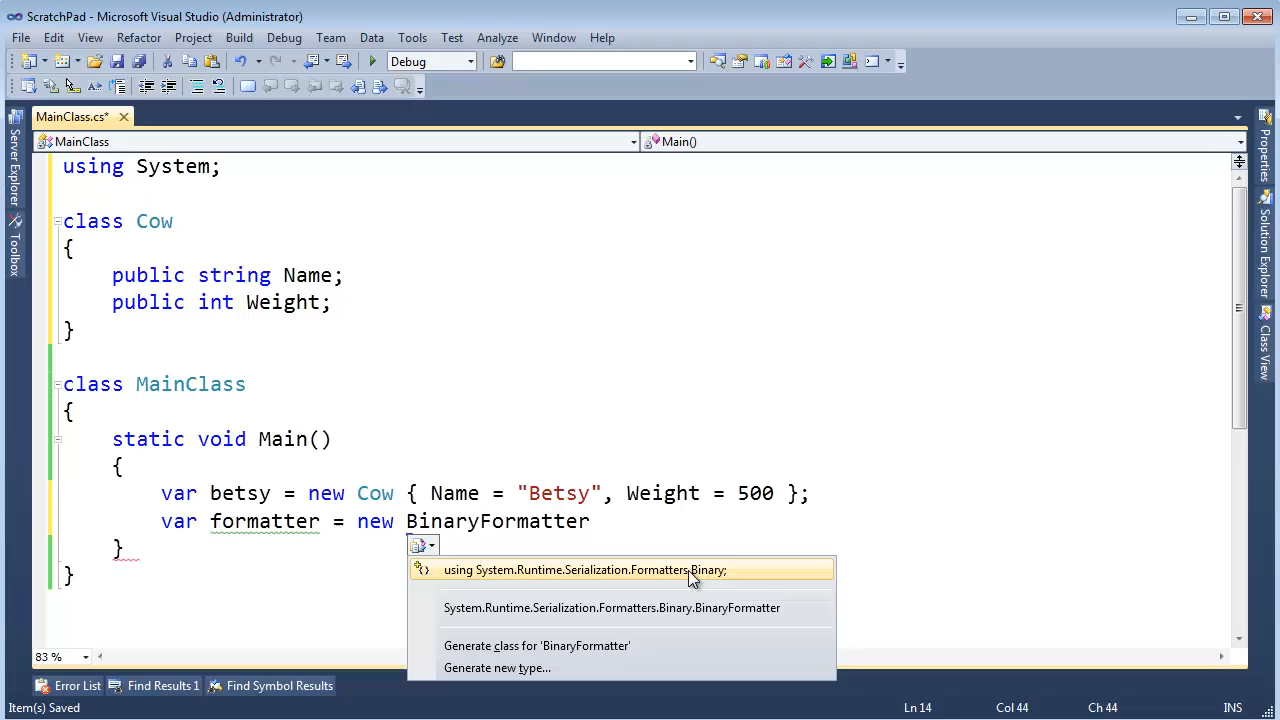 ScratchPad - Microsoft Visual Studio (Administrator)
File Edit View Refactor Project Build Debug Team Data Tools Test Analyze Window Help
Debug
MainClass.cs*
MainClass Main()
using System;
class Cow
{
public string Name;
public int Weight;
}
class MainClass
{
static void Main()
{
var betsy = new Cow { Name = "Betsy", Weight = 500 };
var formatter = new BinaryFormatter
}
}
using System.Runtime.Serialization.Formatters.Binary;
System.Runtime.Serialization.Formatters.Binary.BinaryFormatter
Generate class for 'BinaryFormatter'
Generate new type...
Server Explorer
Toolbox
Properties
Solution Explorer
Class View
83 %
Error List Find Results 1 Find Symbol Results
Item(s) Saved Ln 14 Col 44 Ch 44 INS